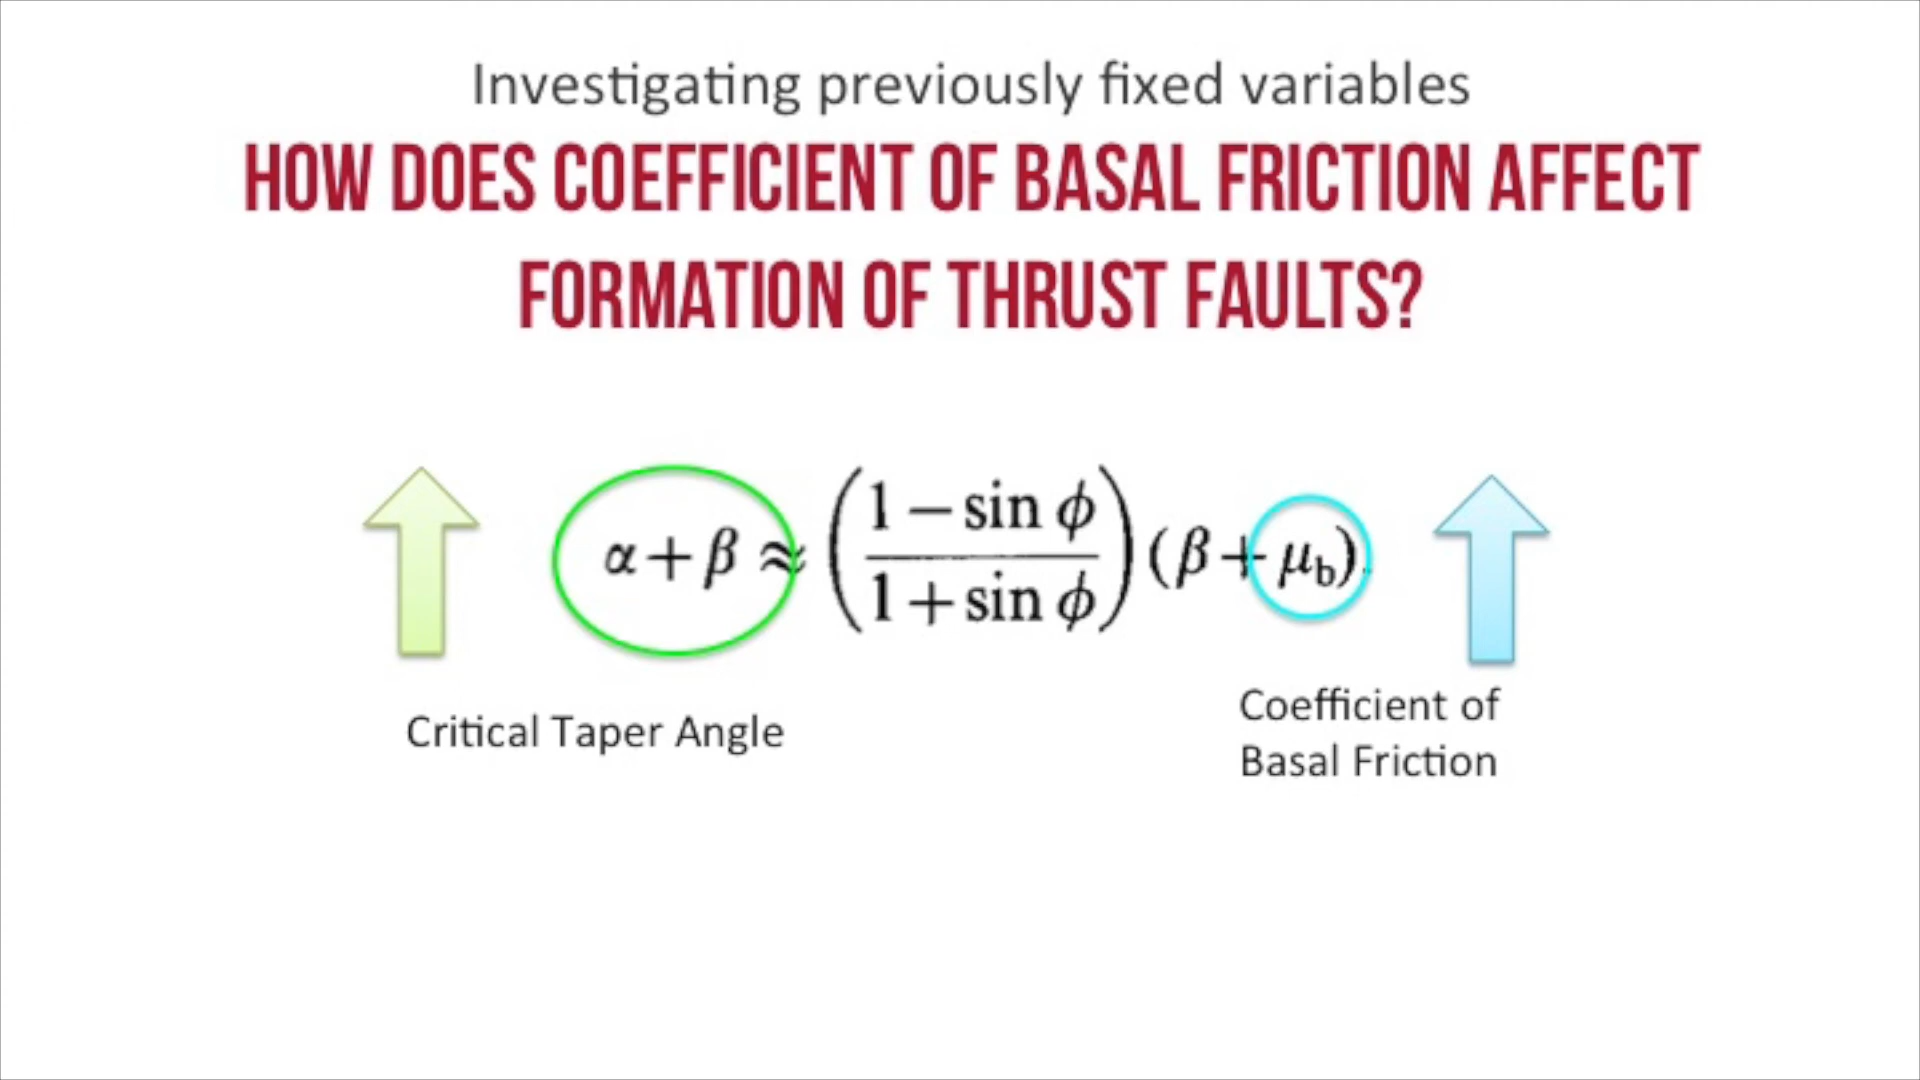 Investigating previously fixed variables
HOW DOES COEFFICIENT OF BASAL FRICTION AFFECT
FORMATION OF THRUST FAULTS?
α + β ≈ ( (1 − sin ϕ) / (1 + sin ϕ) ) (β + μb).
Critical Taper Angle
Coefficient of
Basal Friction